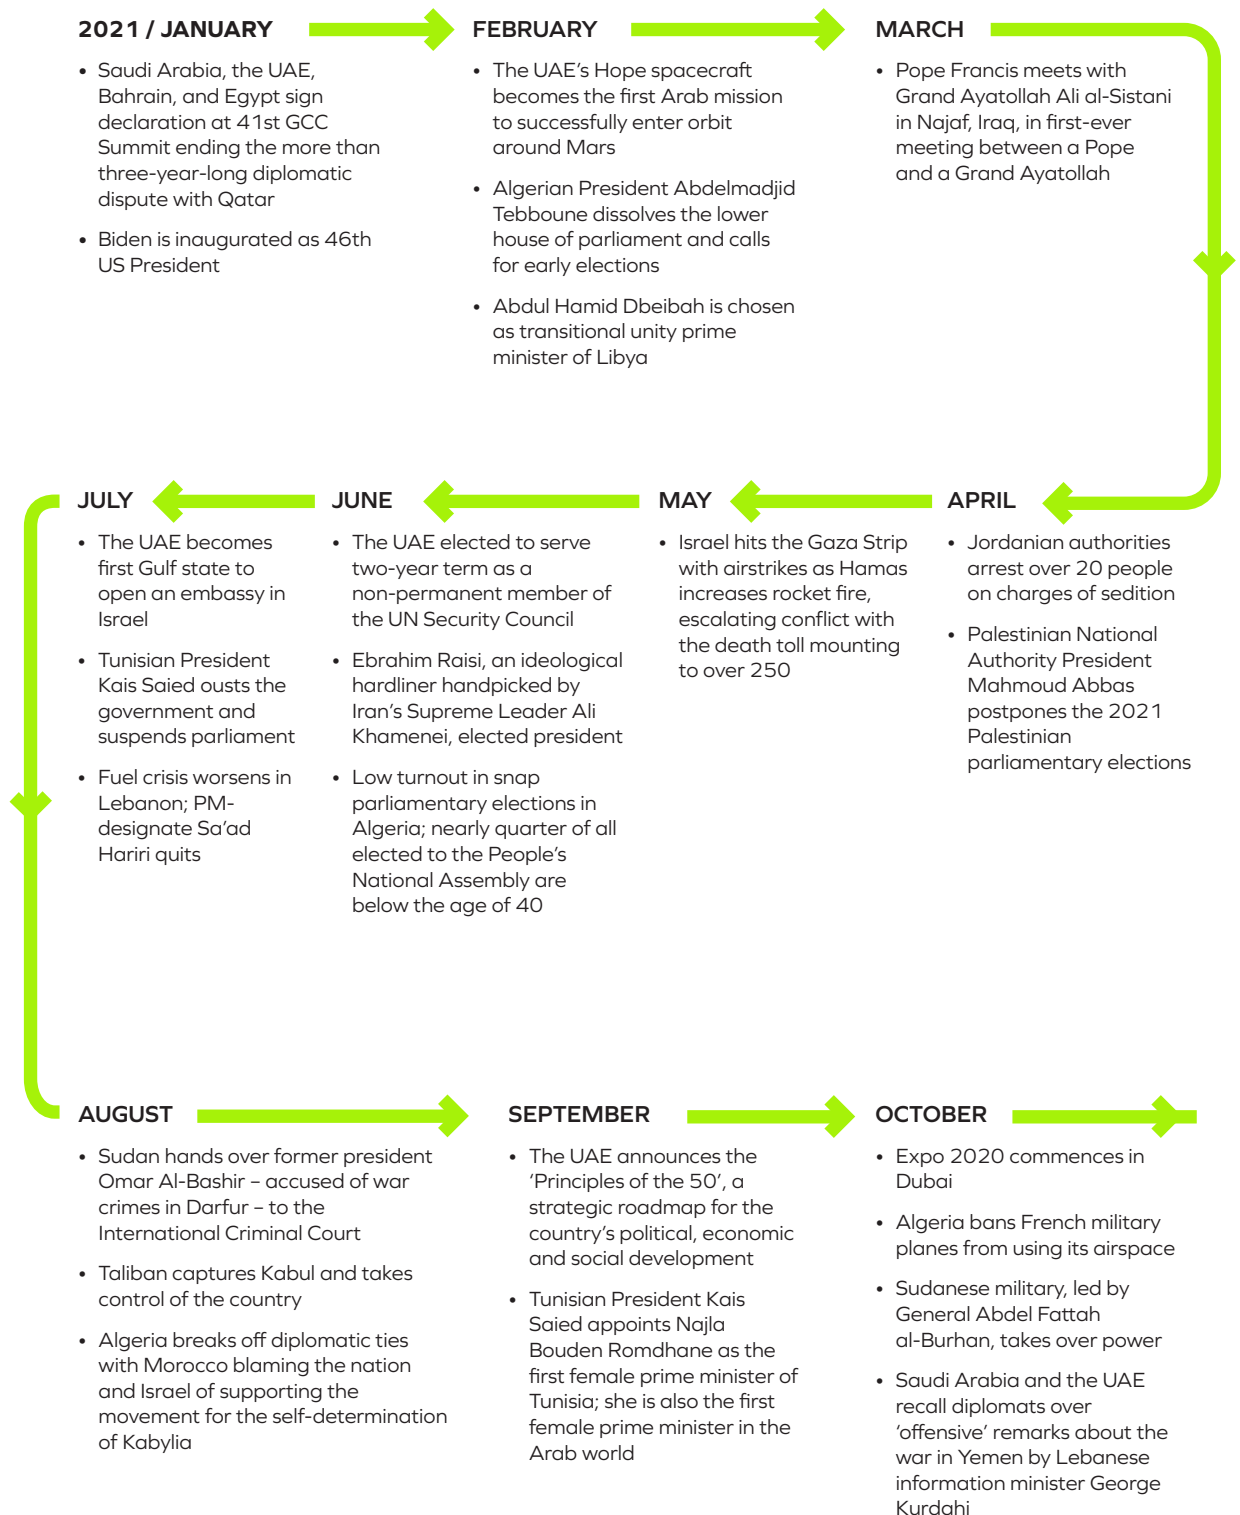 2021 / JANUARY
• Saudi Arabia, the UAE,
Bahrain, and Egypt sign
declaration at 41st GCC
Summit ending the more than
three-year-long diplomatic
dispute with Qatar
• Biden is inaugurated as 46th
US President
FEBRUARY
• The UAE’s Hope spacecraft
becomes the first Arab mission
to successfully enter orbit
around Mars
• Algerian President Abdelmadjid
Tebboune dissolves the lower
house of parliament and calls
for early elections
• Abdul Hamid Dbeibah is chosen
as transitional unity prime
minister of Libya
MARCH
• Pope Francis meets with
Grand Ayatollah Ali al-Sistani
in Najaf, Iraq, in first-ever
meeting between a Pope
and a Grand Ayatollah
APRIL
• Jordanian authorities
arrest over 20 people
on charges of sedition
• Palestinian National
Authority President
Mahmoud Abbas
postpones the 2021
Palestinian
parliamentary elections
MAY
• Israel hits the Gaza Strip
with airstrikes as Hamas
increases rocket fire,
escalating conflict with
the death toll mounting
to over 250
JUNE
• The UAE elected to serve
two-year term as a
non-permanent member of
the UN Security Council
• Ebrahim Raisi, an ideological
hardliner handpicked by
Iran’s Supreme Leader Ali
Khamenei, elected president
• Low turnout in snap
parliamentary elections in
Algeria; nearly quarter of all
elected to the People’s
National Assembly are
below the age of 40
JULY
• The UAE becomes
first Gulf state to
open an embassy in
Israel
• Tunisian President
Kais Saied ousts the
government and
suspends parliament
• Fuel crisis worsens in
Lebanon; PM-
designate Sa’ad
Hariri quits
AUGUST
• Sudan hands over former president
Omar Al-Bashir – accused of war
crimes in Darfur – to the
International Criminal Court
• Taliban captures Kabul and takes
control of the country
• Algeria breaks off diplomatic ties
with Morocco blaming the nation
and Israel of supporting the
movement for the self-determination
of Kabylia
SEPTEMBER
• The UAE announces the
‘Principles of the 50’, a
strategic roadmap for the
country’s political, economic
and social development
• Tunisian President Kais
Saied appoints Najla
Bouden Romdhane as the
first female prime minister of
Tunisia; she is also the first
female prime minister in the
Arab world
OCTOBER
• Expo 2020 commences in
Dubai
• Algeria bans French military
planes from using its airspace
• Sudanese military, led by
General Abdel Fattah
al-Burhan, takes over power
• Saudi Arabia and the UAE
recall diplomats over
‘offensive’ remarks about the
war in Yemen by Lebanese
information minister George
Kurdahi